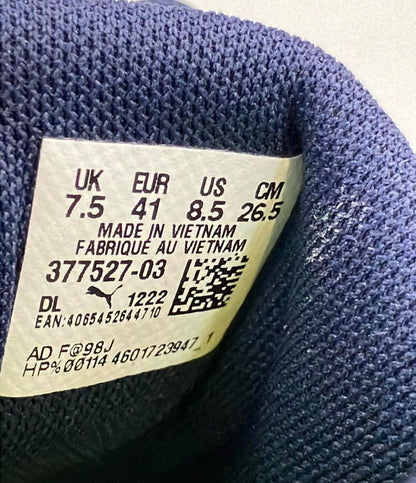 UK EUR US CM
7.5 41 8.5 26.5
MADE IN VIETNAM
FABRIQUÉ AU VIETNAM
377527-03
DL 1222
EAN:4065452644710
AD F@98J
HP%00114 4601723947_1